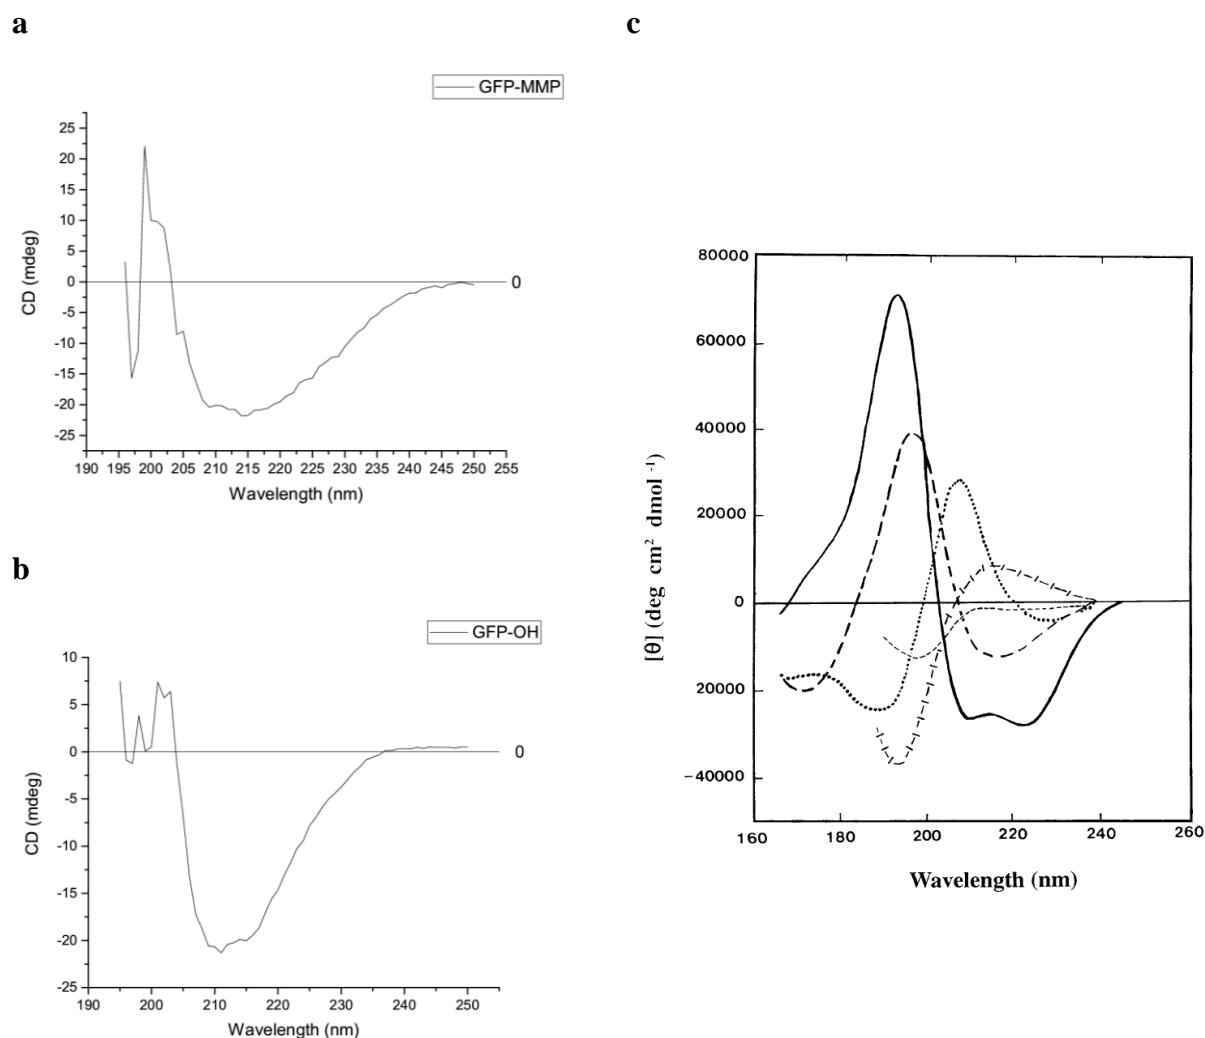 a
GFP-MMP
25
20
15
10
5
0
-5
-10
-15
-20
-25
0
CD (mdeg)
190 195 200 205 210 215 220 225 230 235 240 245 250 255
Wavelength (nm)
b
GFP-OH
10
5
0
-5
-10
-15
-20
-25
0
CD (mdeg)
190 200 210 220 230 240 250
Wavelength (nm)
c
80000
60000
40000
20000
0
20000
-40000
[θ] (deg cm² dmol ⁻¹)
160 180 200 220 240 260
Wavelength (nm)